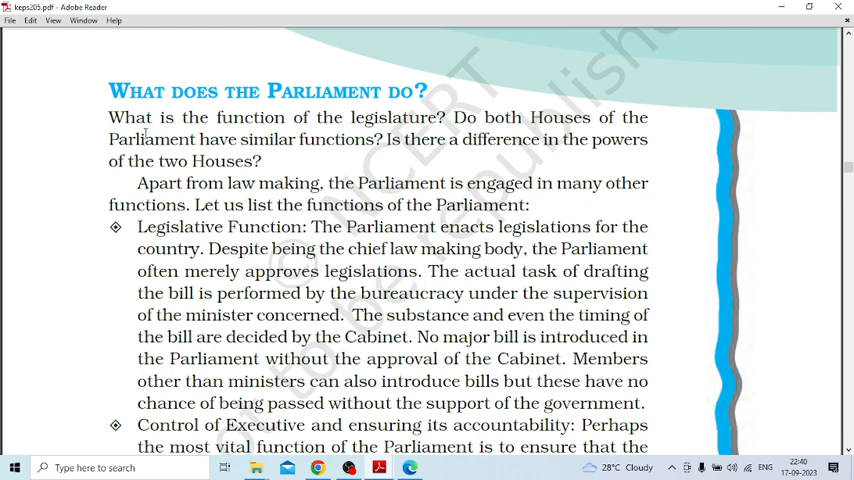 keps205.pdf - Adobe Reader
File Edit View Window Help
WHAT DOES THE PARLIAMENT DO?
What is the function of the legislature? Do both Houses of the
Parliament have similar functions? Is there a difference in the powers
of the two Houses?
Apart from law making, the Parliament is engaged in many other
functions. Let us list the functions of the Parliament:
Legislative Function: The Parliament enacts legislations for the
country. Despite being the chief law making body, the Parliament
often merely approves legislations. The actual task of drafting
the bill is performed by the bureaucracy under the supervision
of the minister concerned. The substance and even the timing of
the bill are decided by the Cabinet. No major bill is introduced in
the Parliament without the approval of the Cabinet. Members
other than ministers can also introduce bills but these have no
chance of being passed without the support of the government.
Control of Executive and ensuring its accountability: Perhaps
the most vital function of the Parliament is to ensure that the
© NCERT
not to be republished
Type here to search
28°C Cloudy
ENG
22:40
17-09-2023